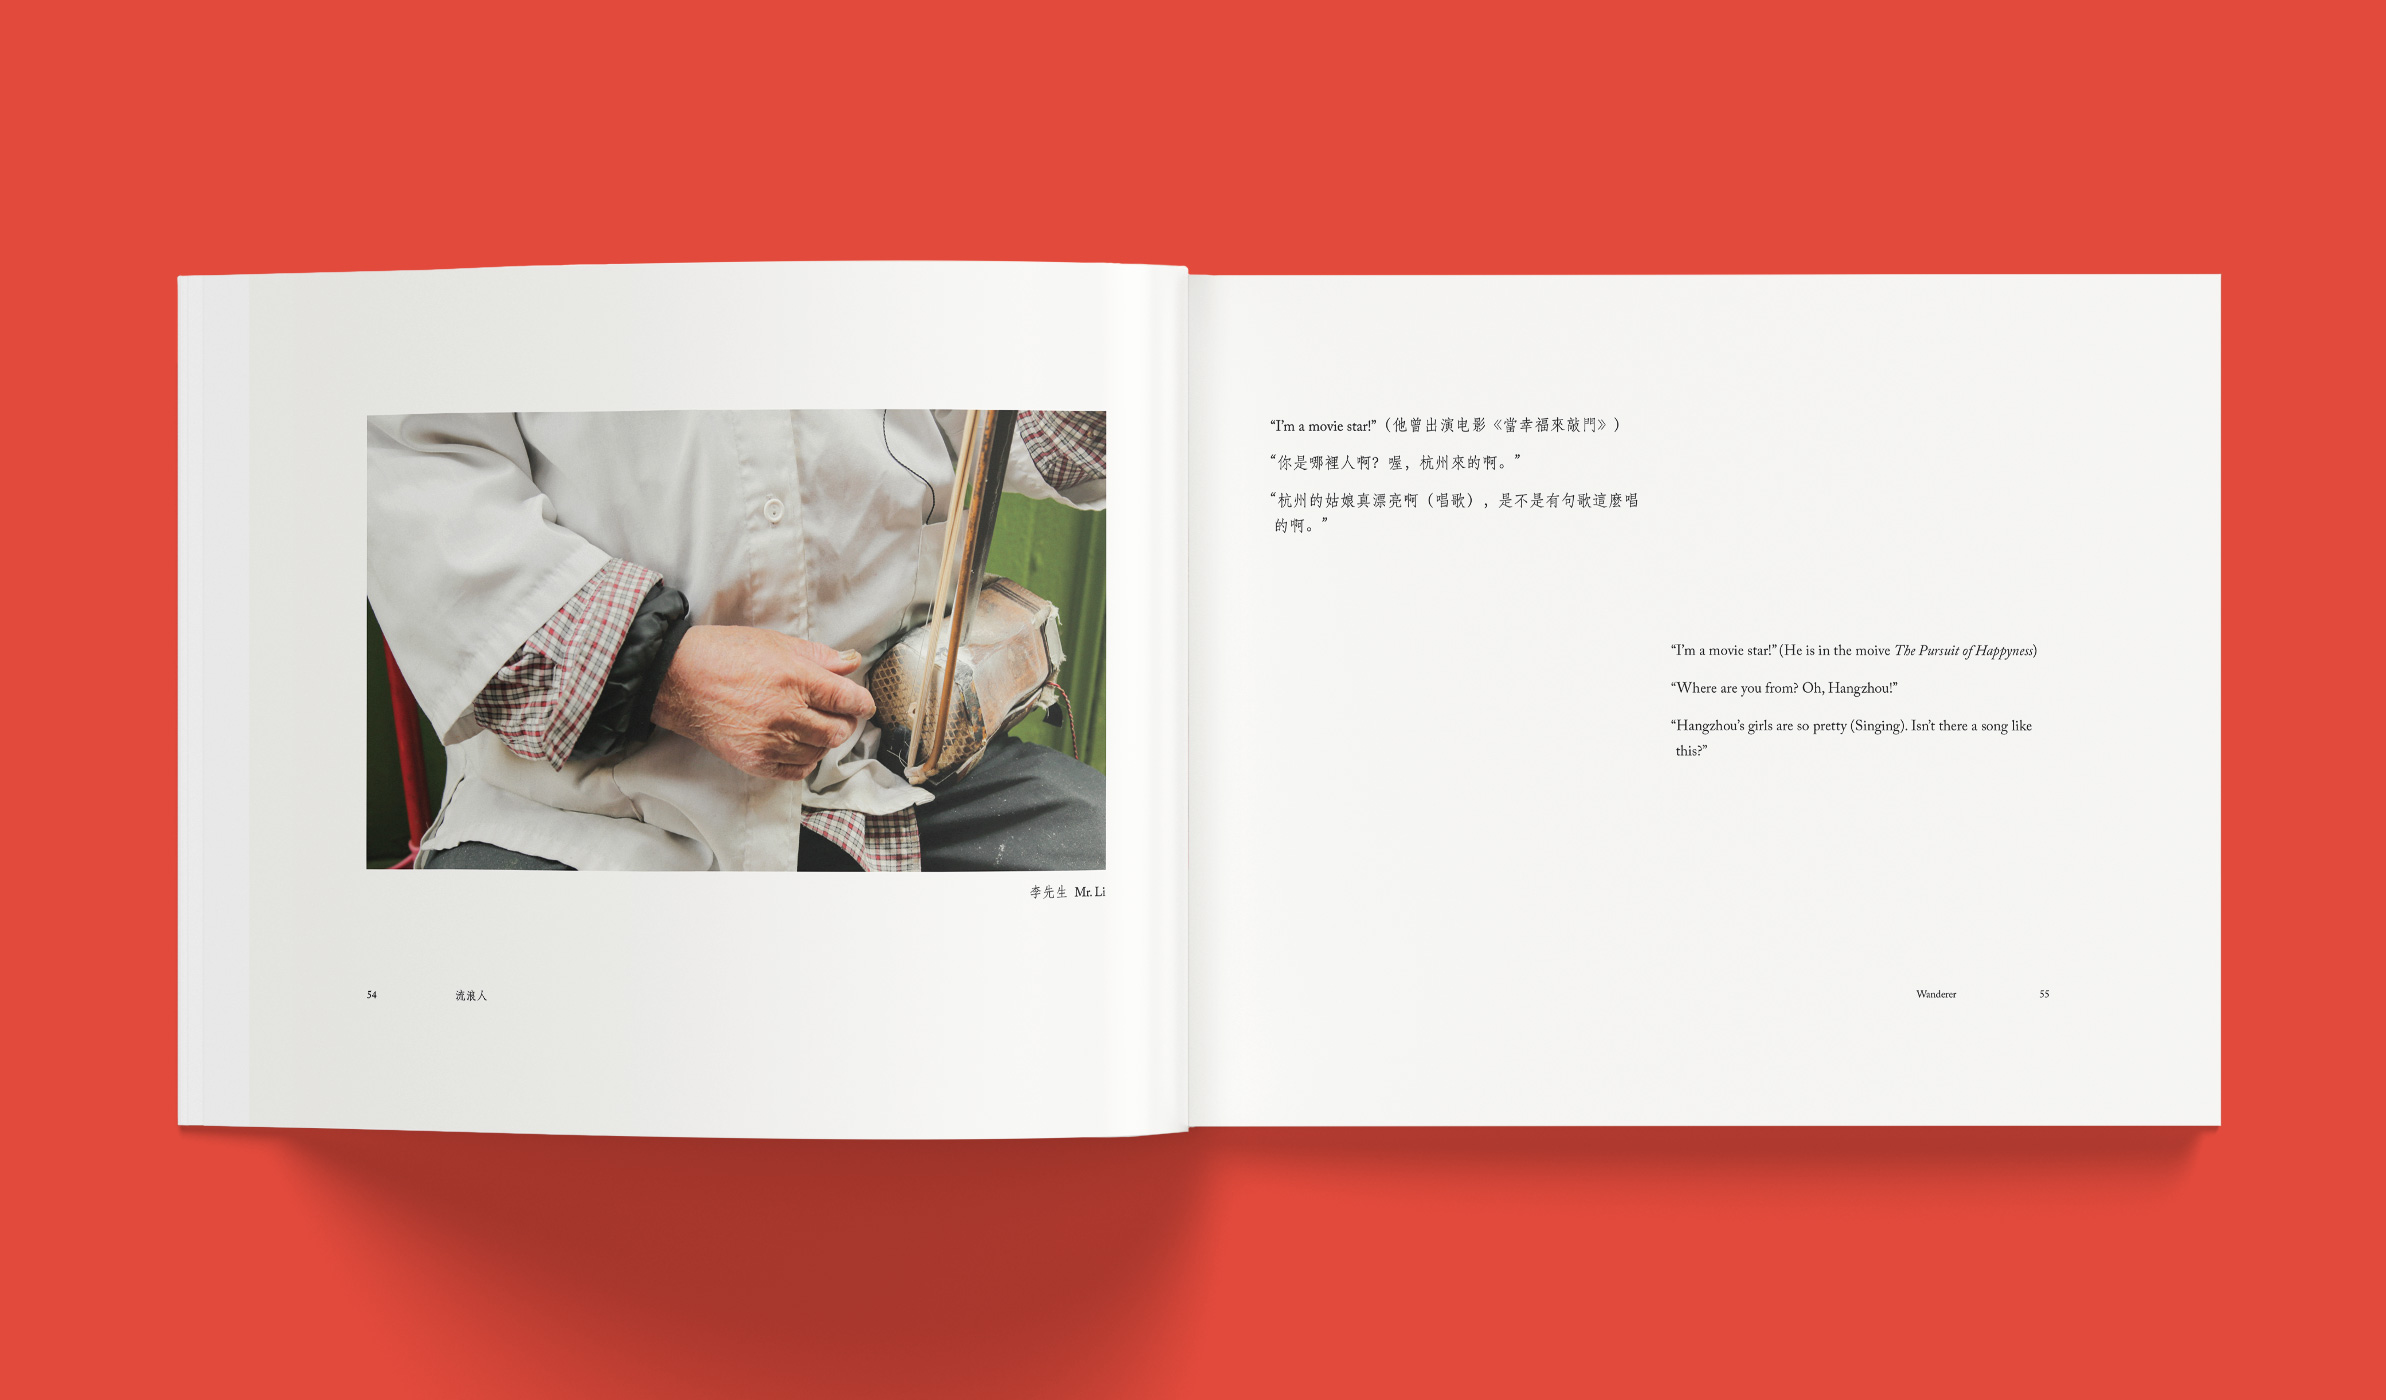 李先生 Mr. Li
54 流浪人
“I’m a movie star!”（他曾出演电影《當幸福來敲門》）
“你是哪裡人啊？喔，杭州來的啊。”
“杭州的姑娘真漂亮啊（唱歌），是不是有句歌這麼唱
的啊。”
“I’m a movie star!” (He is in the moive The Pursuit of Happyness)
“Where are you from? Oh, Hangzhou!”
“Hangzhou’s girls are so pretty (Singing). Isn’t there a song like
this?”
Wanderer 55